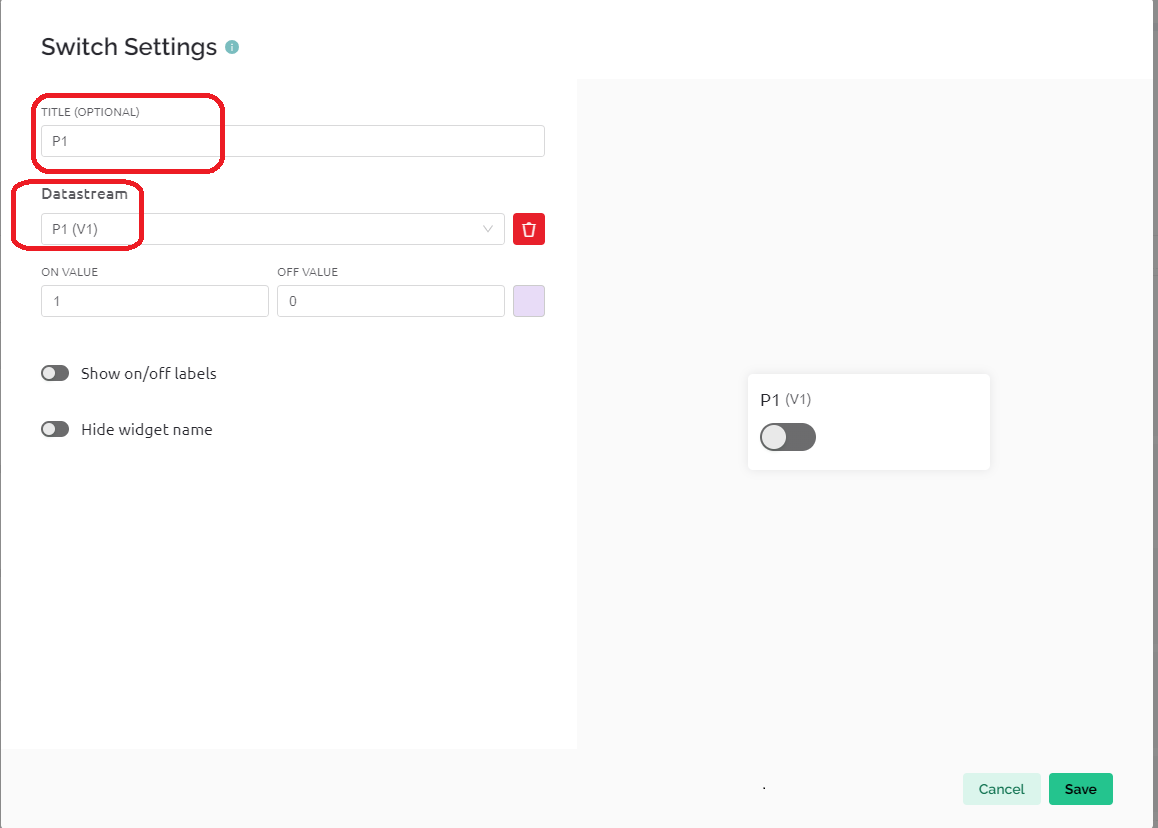 Switch Settings
TITLE (OPTIONAL)
P1
Datastream
P1 (V1)
ON VALUE
OFF VALUE
1
0
Show on/off labels
Hide widget name
P1 (V1)
Cancel
Save